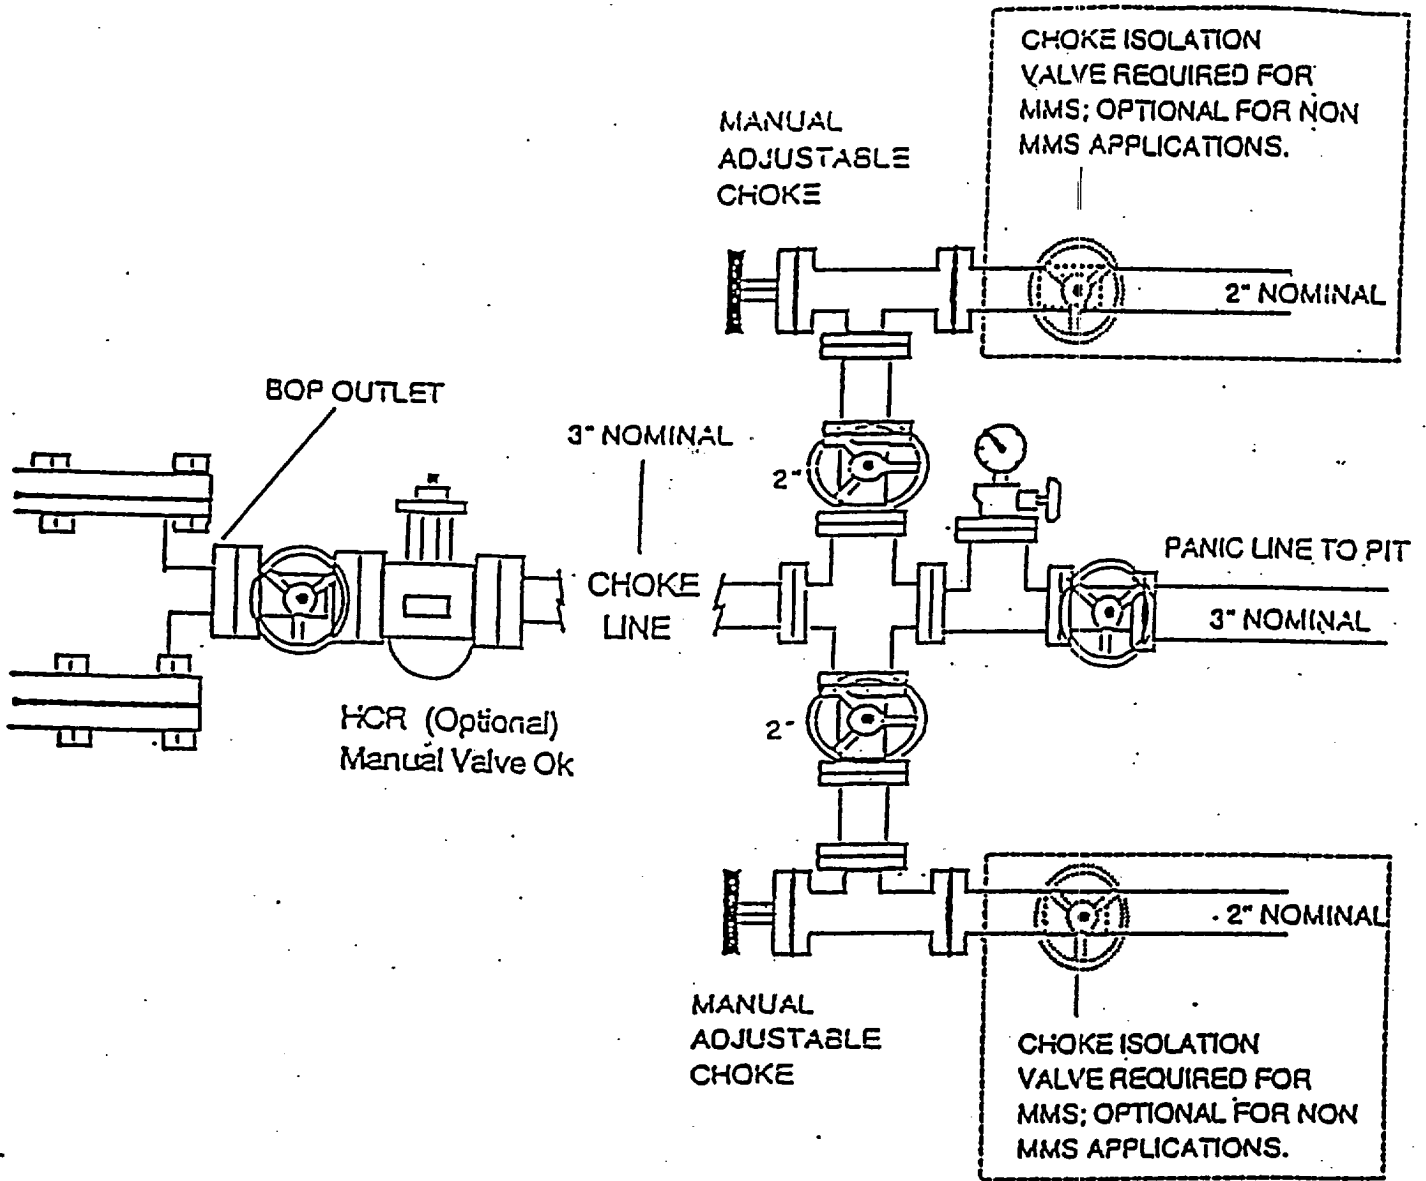 CHOKE ISOLATION
VALVE REQUIRED FOR
MMS; OPTIONAL FOR NON
MMS APPLICATIONS.
MANUAL
ADJUSTABLE
CHOKE
2" NOMINAL
BOP OUTLET
3" NOMINAL
2"
PANIC LINE TO PIT
CHOKE
LINE
3" NOMINAL
HCR (Optional)
Manual Valve Ok
2"
2" NOMINAL
MANUAL
ADJUSTABLE
CHOKE
CHOKE ISOLATION
VALVE REQUIRED FOR
MMS; OPTIONAL FOR NON
MMS APPLICATIONS.